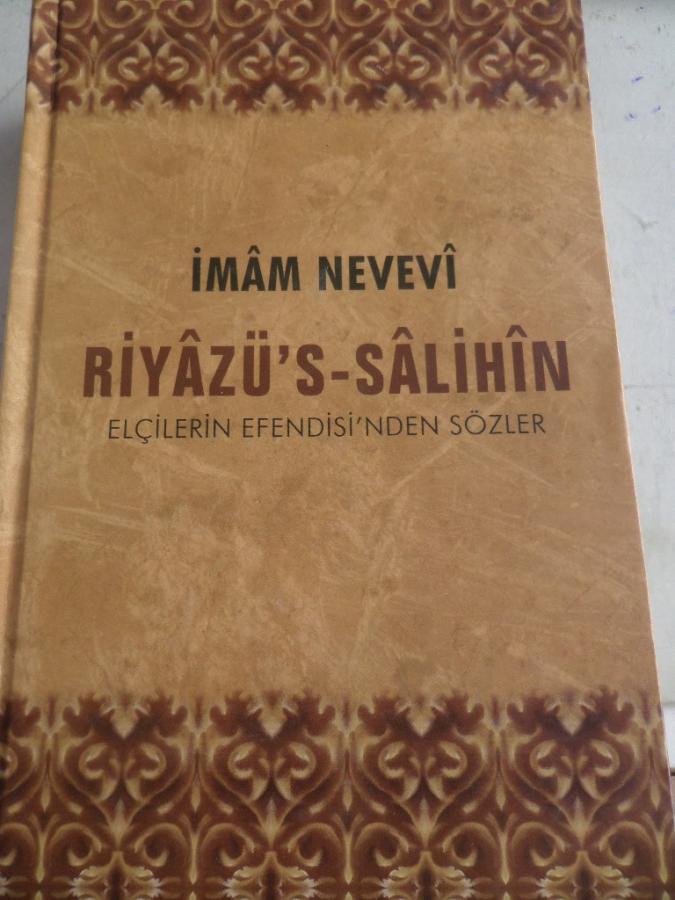 İMÂM NEVEVÎ
RİYÂZÜ'S-SÂLİHÎN
ELÇİLERİN EFENDİSİ'NDEN SÖZLER